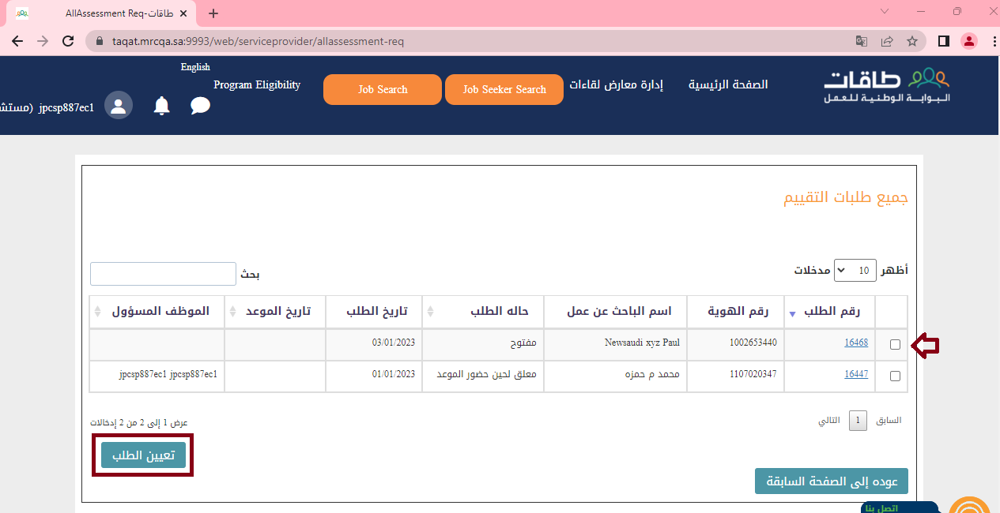 AllAssessment Req-طاقات
taqat.mrcqa.sa:9993/web/serviceprovider/allassessment-req
English
Program Eligibility
Job Search
Job Seeker Search
إدارة معارض لقاءات
الصفحة الرئيسية
طاقات
البوابة الوطنية للعمل
jpcsp887ec1
جميع طلبات التقييم
أظهر 10 مدخلات
بحث
رقم الطلب رقم الهوية اسم الباحث عن عمل حاله الطلب تاريخ الطلب تاريخ الموعد الموظف المسؤول
16468 1002653440 Newsaudi xyz Paul مفتوح 03/01/2023
16447 1107020347 محمد م حمزه معلق لحين حضور الموعد 01/01/2023 jpcsp887ec1 jpcsp887ec1
السابق 1 التالي
عرض 1 إلى 2 من 2 إدخالات
تعيين الطلب
عوده إلى الصفحة السابقة
اتصل بنا